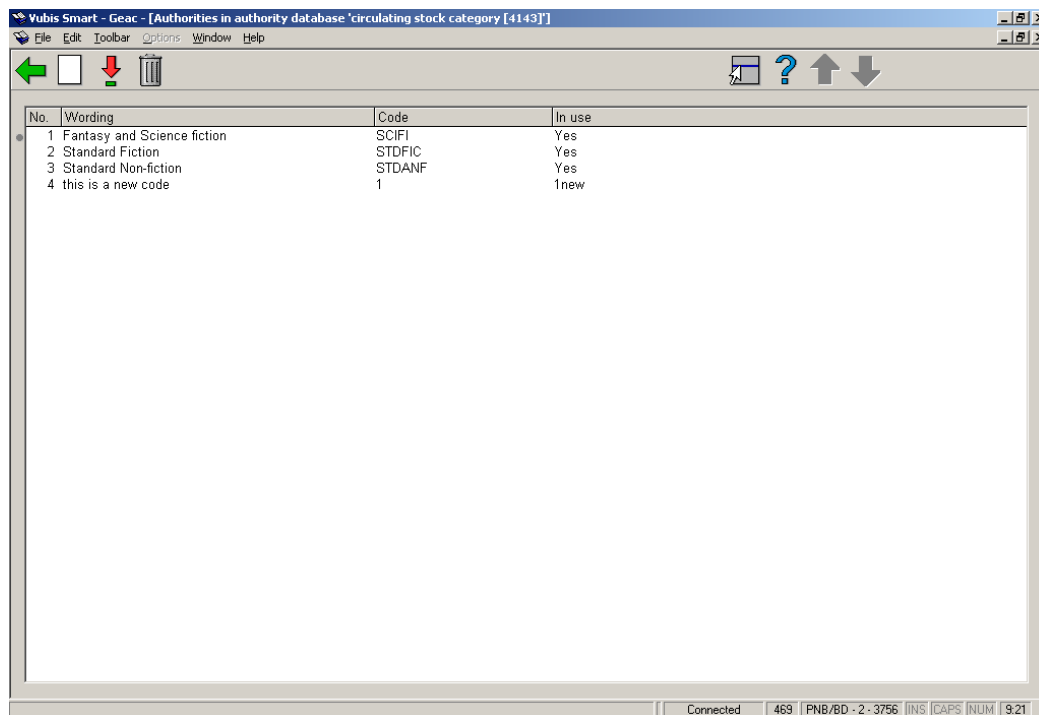 Vubis Smart - Geac - [Authorities in authority database 'circulating stock category [4143]']
File Edit Toolbar Options Window Help
No. Wording Code In use
1 Fantasy and Science fiction SCIFI Yes
2 Standard Fiction STDFIC Yes
3 Standard Non-fiction STDANF Yes
4 this is a new code 1 1new
Connected 469 PNB/BD - 2 - 3756 INS CAPS NUM 9:21